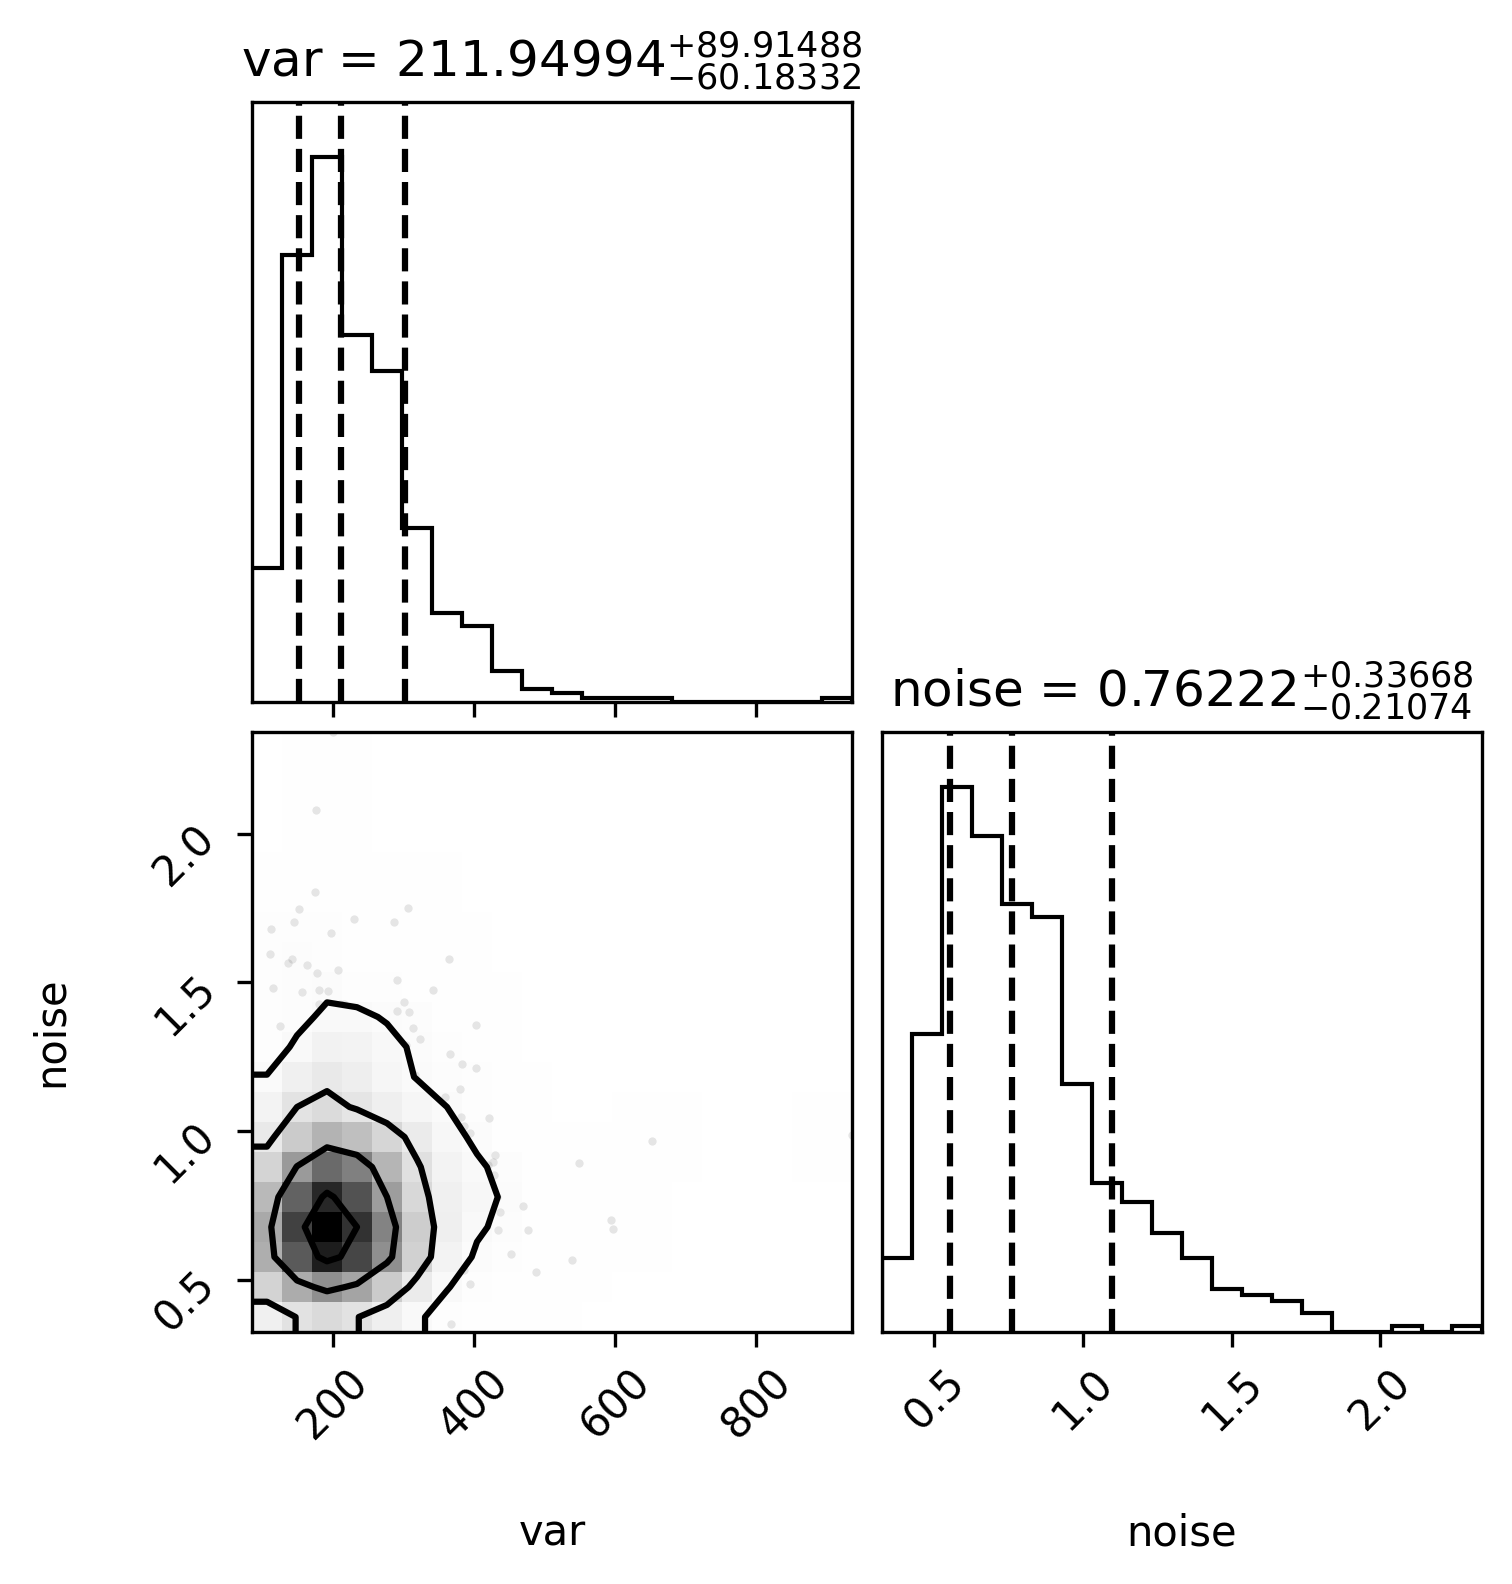 var = 211.94994+89.91488−60.18332
noise = 0.76222+0.33668−0.21074
noise
2.0
1.5
1.0
0.5
200 400 600 800
0.5 1.0 1.5 2.0
var
noise